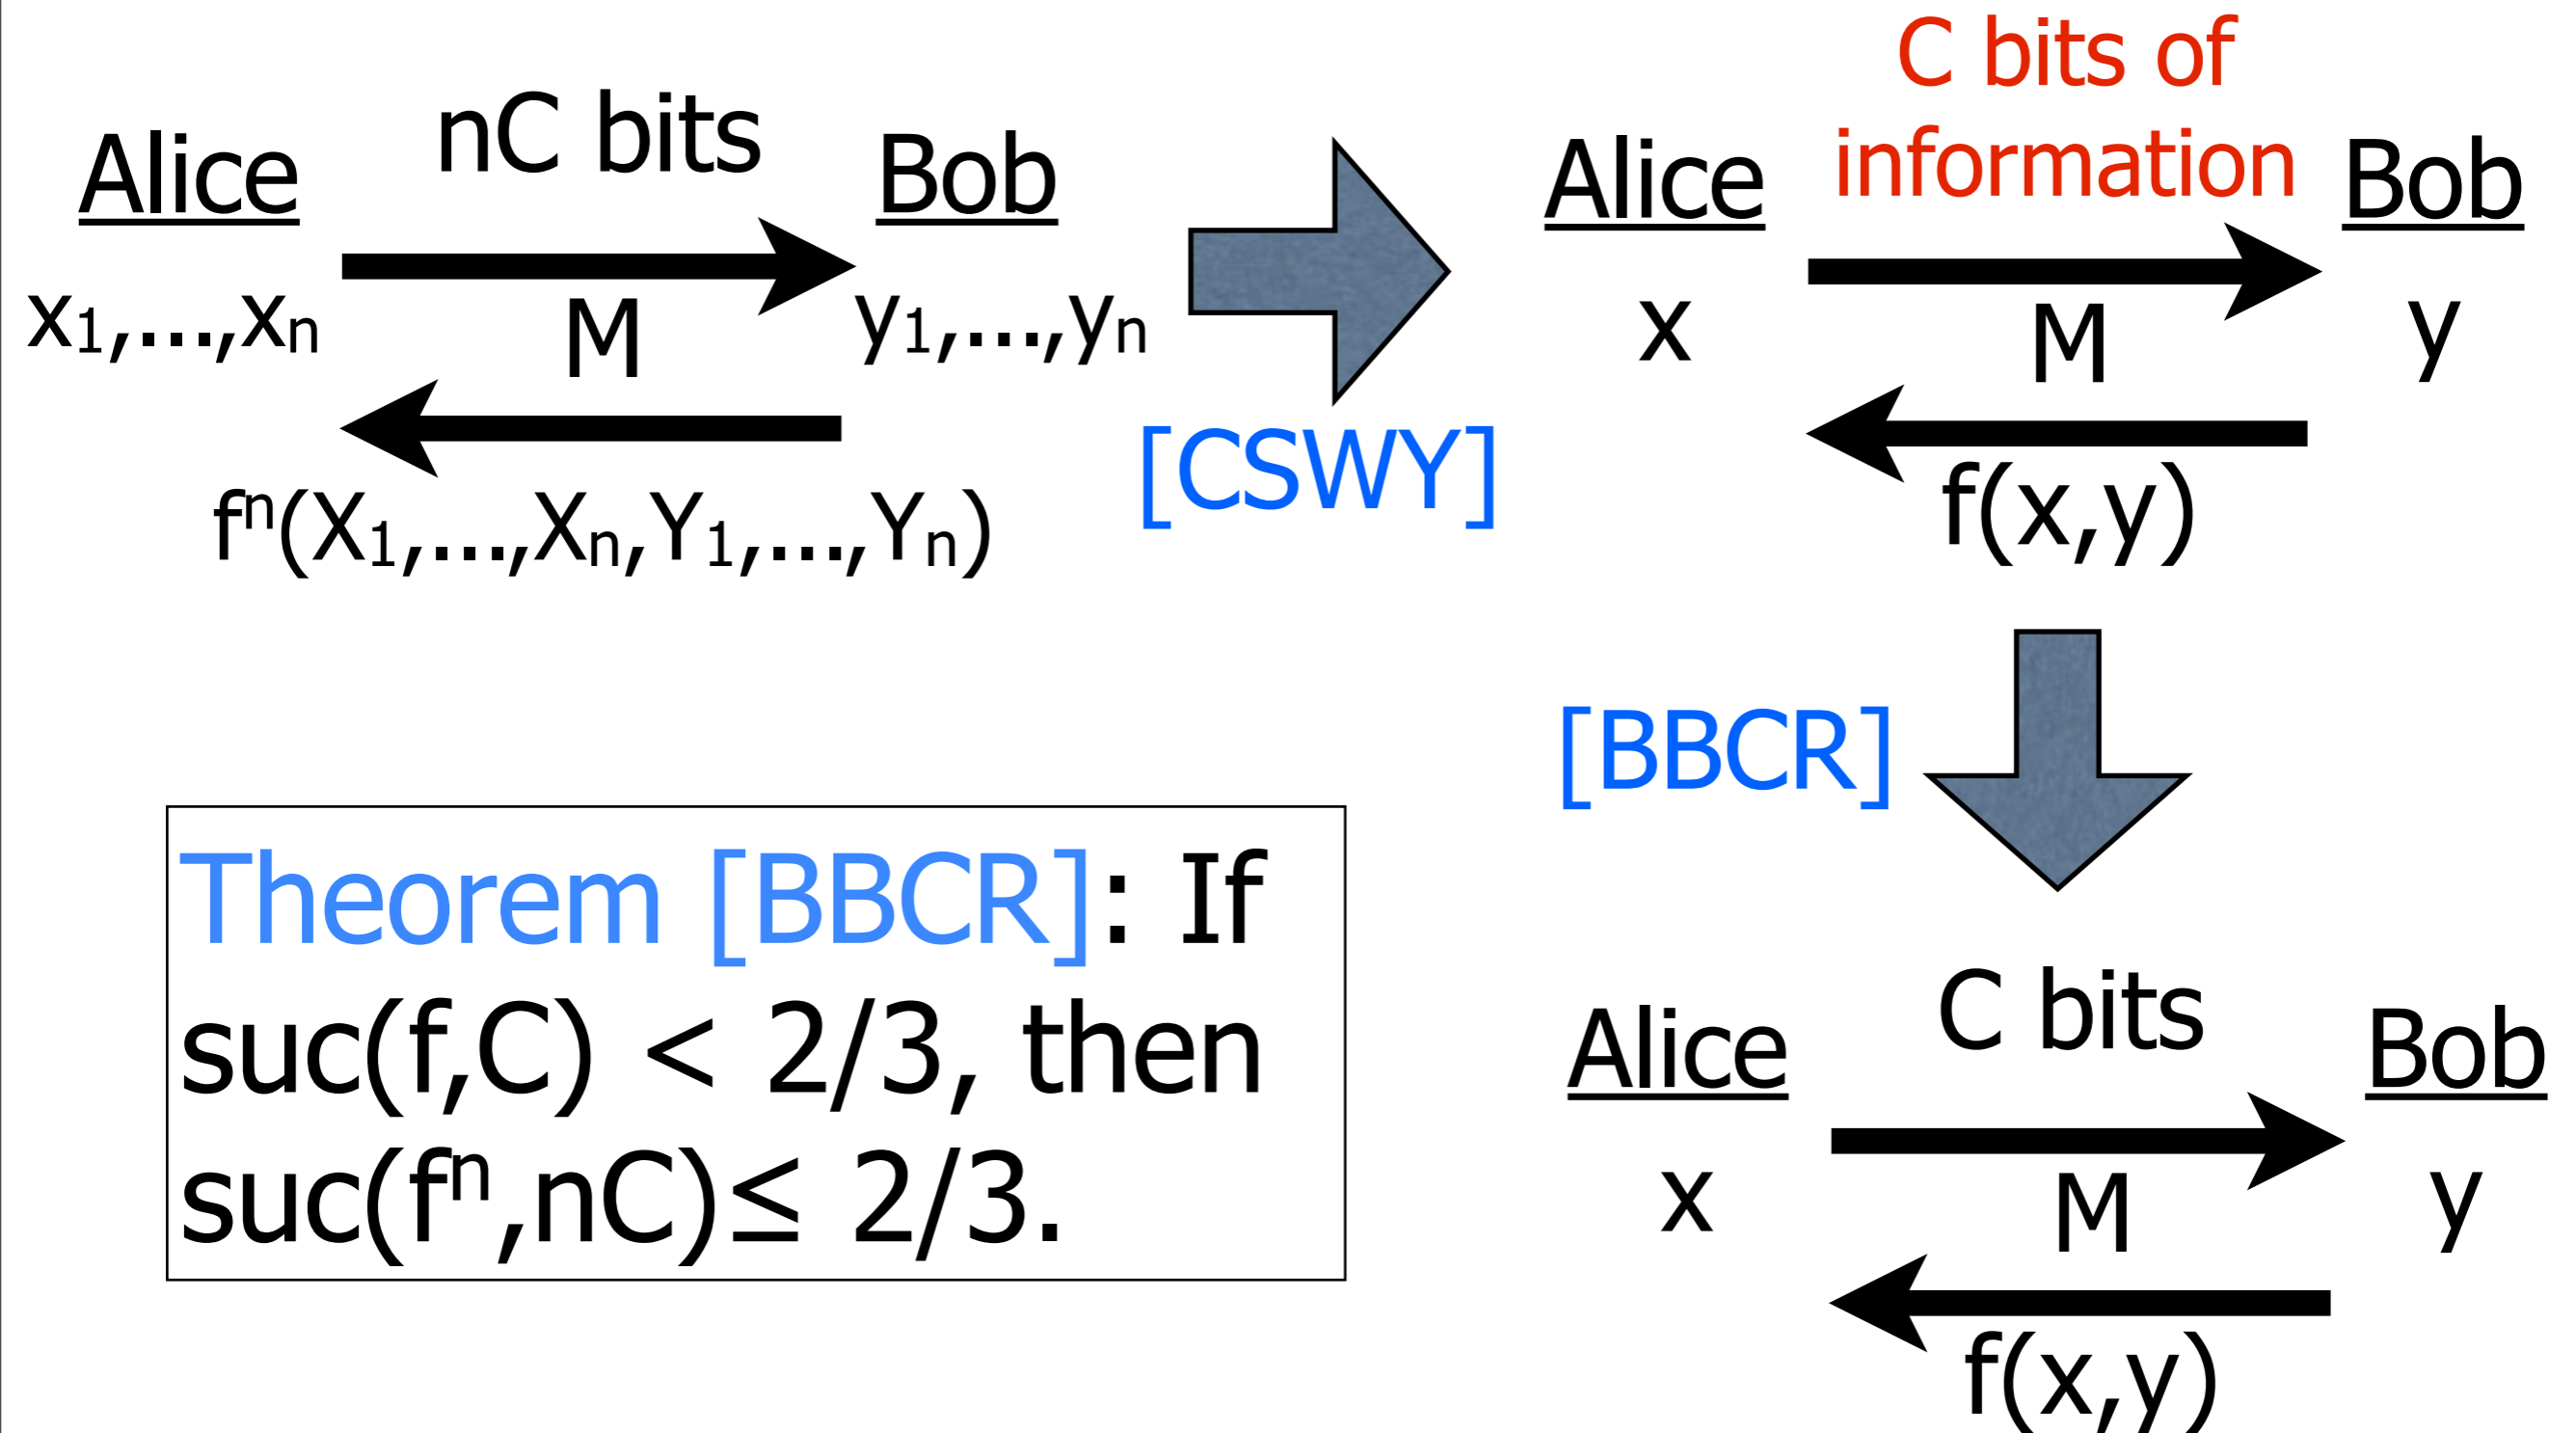 Alice nC bits Bob
x₁,...,xₙ M y₁,...,yₙ
fⁿ(X₁,...,Xₙ,Y₁,...,Yₙ)
[CSWY]
C bits of
information
Alice Bob
x M y
f(x,y)
[BBCR]
Theorem [BBCR]: If
suc(f,C) < 2/3, then
suc(fⁿ,nC)≤ 2/3.
Alice C bits Bob
x M y
f(x,y)